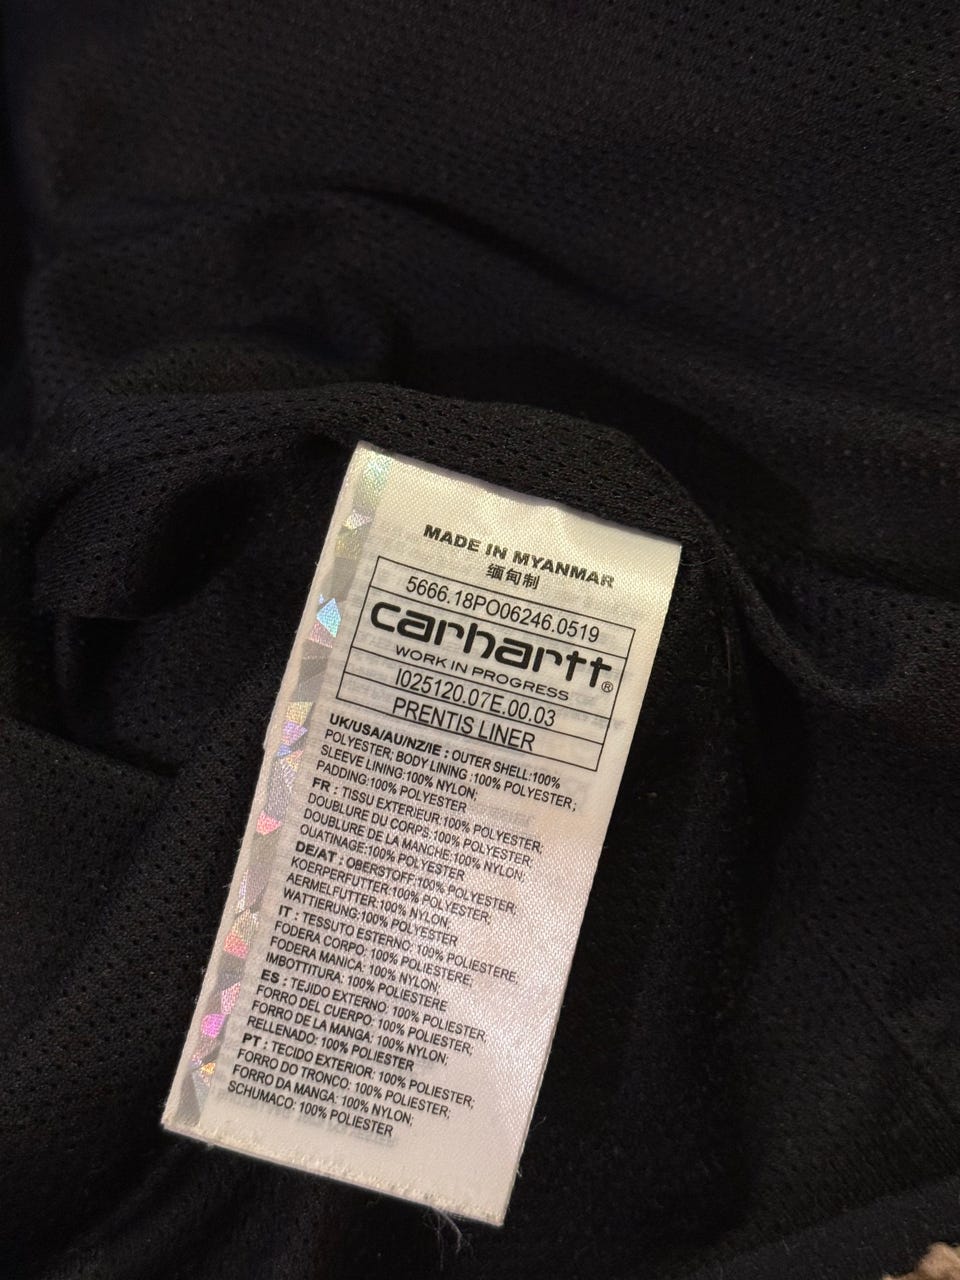 MADE IN MYANMAR
缅甸制
5666.18PO06246.0519
carhartt®
WORK IN PROGRESS
I025120.07E.00.03
PRENTIS LINER
UK/USA/AU/NZ/IE : OUTER SHELL:100%
POLYESTER; BODY LINING :100% POLYESTER;
SLEEVE LINING:100% NYLON;
PADDING:100% POLYESTER
FR : TISSU EXTERIEUR:100% POLYESTER;
DOUBLURE DU CORPS:100% POLYESTER;
DOUBLURE DE LA MANCHE:100% NYLON;
OUATINAGE:100% POLYESTER
DE/AT : OBERSTOFF:100% POLYESTER;
KOERPERFUTTER:100% POLYESTER;
AERMELFUTTER:100% NYLON;
WATTIERUNG:100% POLYESTER
IT : TESSUTO ESTERNO: 100% POLIESTERE;
FODERA CORPO: 100% POLIESTERE;
FODERA MANICA: 100% NYLON;
IMBOTTITURA: 100% POLIESTERE
ES : TEJIDO EXTERNO: 100% POLIESTER;
FORRO DEL CUERPO: 100% POLIESTER;
FORRO DE LA MANGA: 100% NYLON;
RELLENADO: 100% POLIESTER
PT : TECIDO EXTERIOR: 100% POLIESTER;
FORRO DO TRONCO: 100% POLIESTER;
FORRO DA MANGA: 100% NYLON;
SCHUMACO: 100% POLIESTER